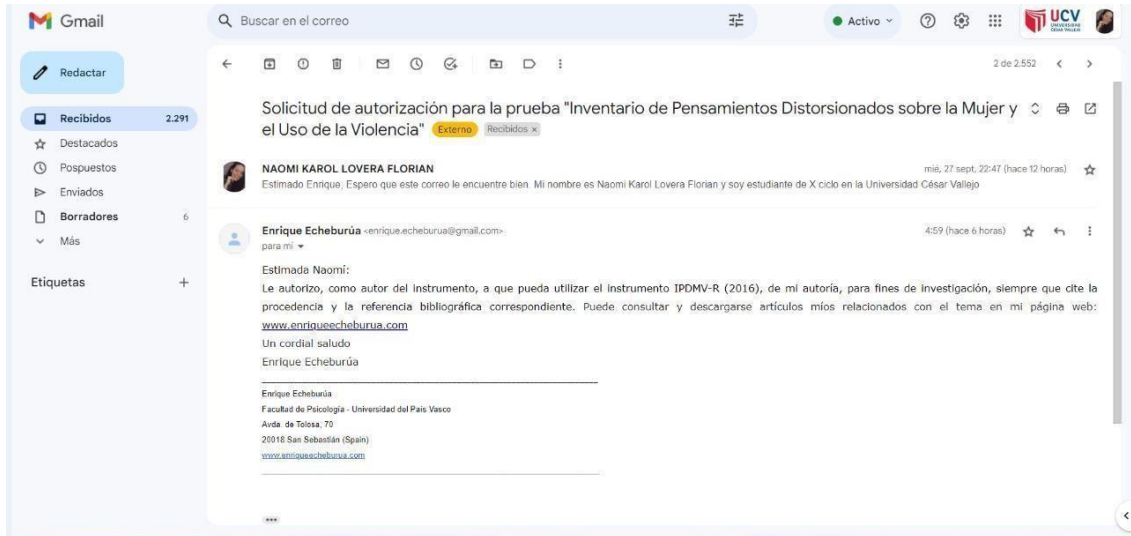 Gmail
Buscar en el correo
Activo
UCV
UNIVERSIDAD
CÉSAR VALLEJO
Redactar
2 de 2.552
Recibidos 2.291
Destacados
Pospuestos
Enviados
Borradores 6
Más
Etiquetas
Solicitud de autorización para la prueba "Inventario de Pensamientos Distorsionados sobre la Mujer y
el Uso de la Violencia" Externo Recibidos x
NAOMI KAROL LOVERA FLORIAN mié, 27 sept, 22:47 (hace 12 horas)
Estimado Enrique, Espero que este correo le encuentre bien. Mi nombre es Naomi Karol Lovera Florian y soy estudiante de X ciclo en la Universidad César Vallejo
Enrique Echeburúa <enrique.echeburua@gmail.com> 4:59 (hace 6 horas)
para mí
Estimada Naomí:
Le autorizo, como autor del instrumento, a que pueda utilizar el instrumento IPDMV-R (2016), de mi autoría, para fines de investigación, siempre que cite la
procedencia y la referencia bibliográfica correspondiente. Puede consultar y descargarse artículos míos relacionados con el tema en mi página web:
www.enriqueecheburua.com
Un cordial saludo
Enrique Echeburúa
Enrique Echeburúa
Facultad de Psicología - Universidad del País Vasco
Avda. de Tolosa, 70
20018 San Sebastián (Spain)
www.enriqueecheburua.com